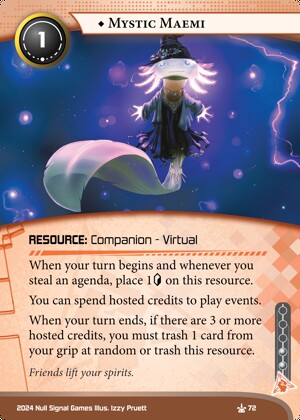 1
◆ Mystic Maemi
RESOURCE: Companion - Virtual
When your turn begins and whenever you
steal an agenda, place 1 on this resource.
You can spend hosted credits to play events.
When your turn ends, if there are 3 or more
hosted credits, you must trash 1 card from
your grip at random or trash this resource.
Friends lift your spirits.
2024 Null Signal Games Illus. Izzy Pruett
72